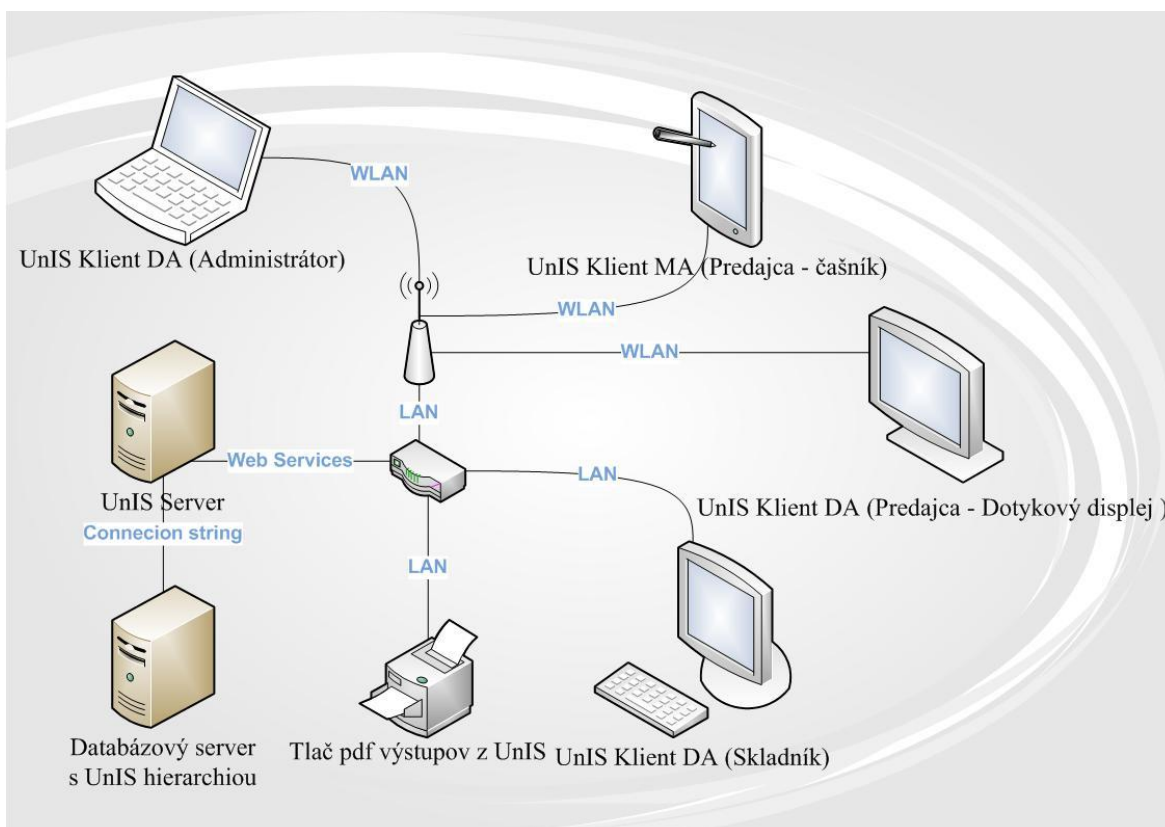 WLAN
UnIS Klient DA (Administrátor)
UnIS Klient MA (Predajca - čašník)
WLAN
WLAN
LAN
Web Services
LAN
UnIS Server
UnIS Klient DA (Predajca - Dotykový displej )
Connecion string
LAN
Databázový server
s UnIS hierarchiou
Tlač pdf výstupov z UnIS
UnIS Klient DA (Skladník)